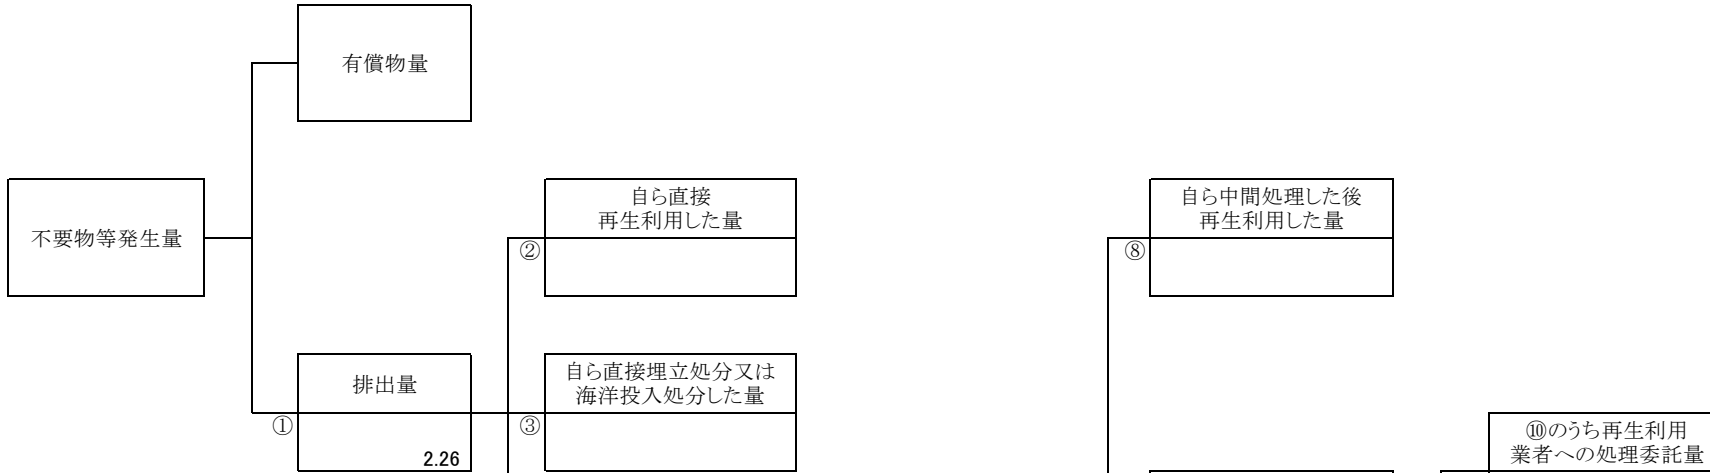 有償物量
不要物等発生量
自ら直接
再生利用した量
②
自ら中間処理した後
再生利用した量
⑧
排出量
①
2.26
自ら直接埋立処分又は
海洋投入処分した量
③
⑩のうち再生利用
業者への処理委託量